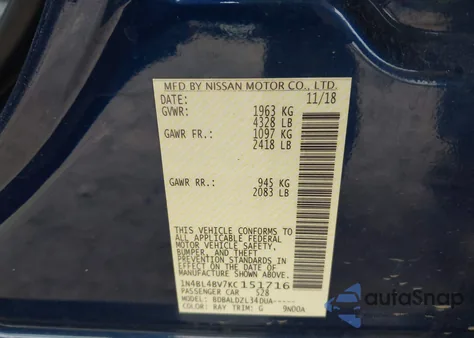 MFD BY NISSAN MOTOR CO., LTD.
DATE: 11/18
GVWR: 1963 KG
4328 LB
GAWR FR.: 1097 KG
2418 LB
GAWR RR.: 945 KG
2083 LB
THIS VEHICLE CONFORMS TO
ALL APPLICABLE FEDERAL
MOTOR VEHICLE SAFETY,
BUMPER, AND THEFT
PREVENTION STANDARDS IN
EFFECT ON THE DATE OF
MANUFACTURE SHOWN ABOVE.
1N4BL4BV7KC151716
PASSENGER CAR S28
MODEL: BDBALDZL34DUA-----
COLOR: RAY TRIM: G 9N00A
autoSnap